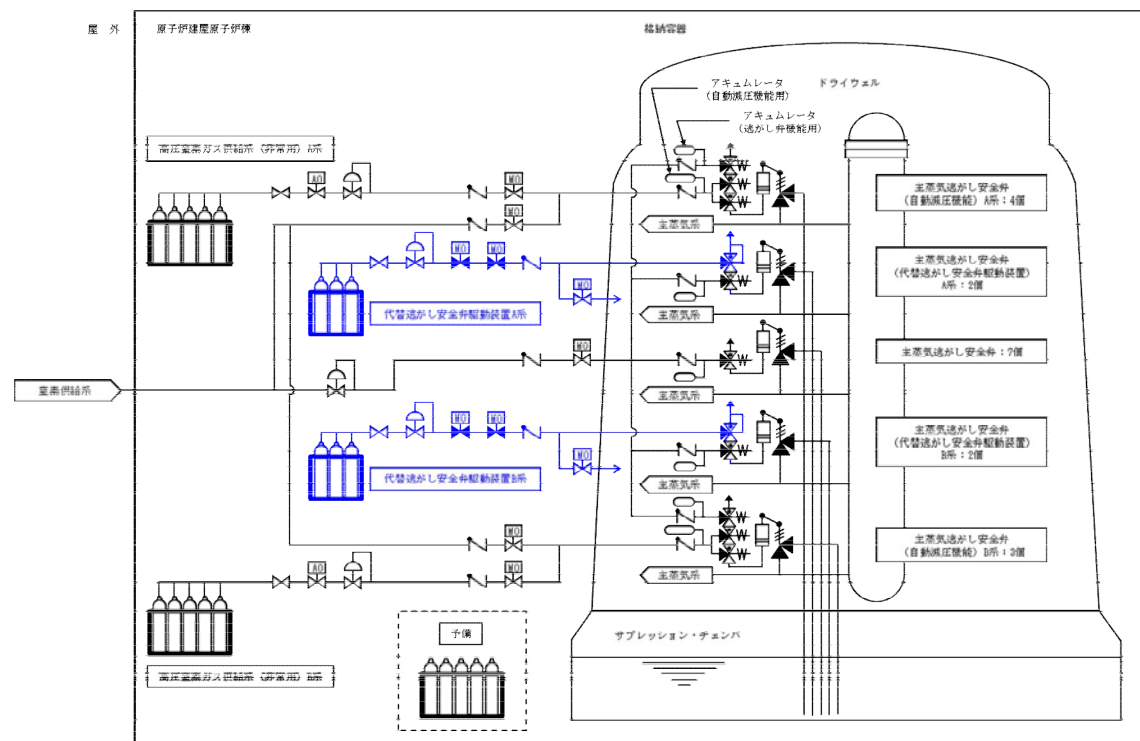 屋 外
原子炉建屋原子炉棟
格納容器
アキュムレータ
(自動減圧機能用)
アキュムレータ
(逃がし弁機能用)
ドライウェル
高圧窒素ガス供給系(非常用)A系
AO
MO
MO
主蒸気系
主蒸気逃がし安全弁
(自動減圧機能)A系:4個
MO
MO
MO
代替逃がし安全弁駆動装置A系
主蒸気系
主蒸気逃がし安全弁
(代替逃がし安全弁駆動装置)
A系:2個
MO
主蒸気逃がし安全弁:7個
窒素供給系
主蒸気系
MO
MO
MO
代替逃がし安全弁駆動装置B系
主蒸気系
主蒸気逃がし安全弁
(代替逃がし安全弁駆動装置)
B系:2個
MO
AO
MO
主蒸気系
主蒸気逃がし安全弁
(自動減圧機能)B系:3個
予備
サプレッション・チェンバ
高圧窒素ガス供給系(非常用)B系